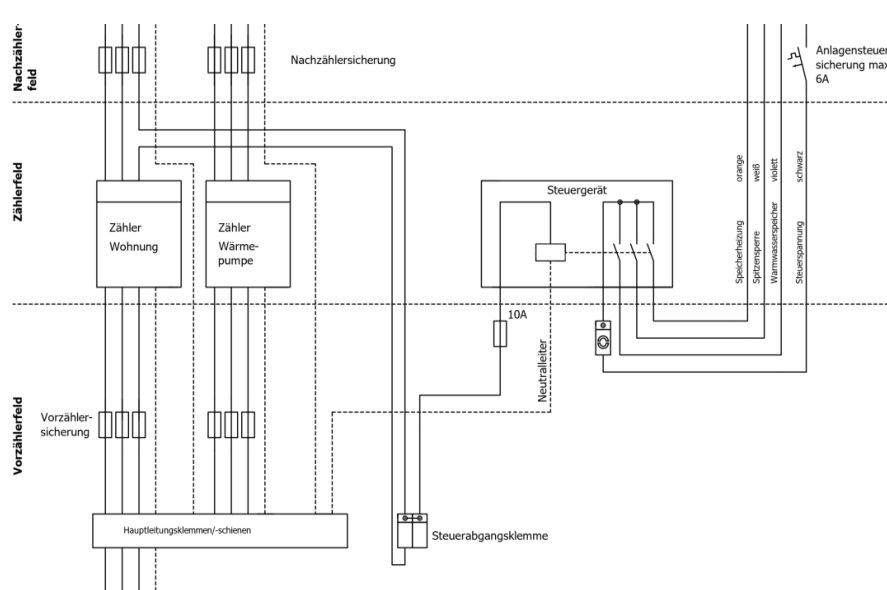 Nachzähler-
feld
Nachzählersicherung
Anlagensteuer
sicherung max
6A
Zählerfeld
Zähler
Wohnung
Zähler
Wärme-
pumpe
Steuergerät
orange
weiß
violett
schwarz
Speicherheizung
Spitzensperre
Warmwasserspeicher
Steuerspannung
10A
Neutralleiter
Vorzählerfeld
Vorzähler-
sicherung
Hauptleitungsklemmen/-schienen
Steuerabgangsklemme